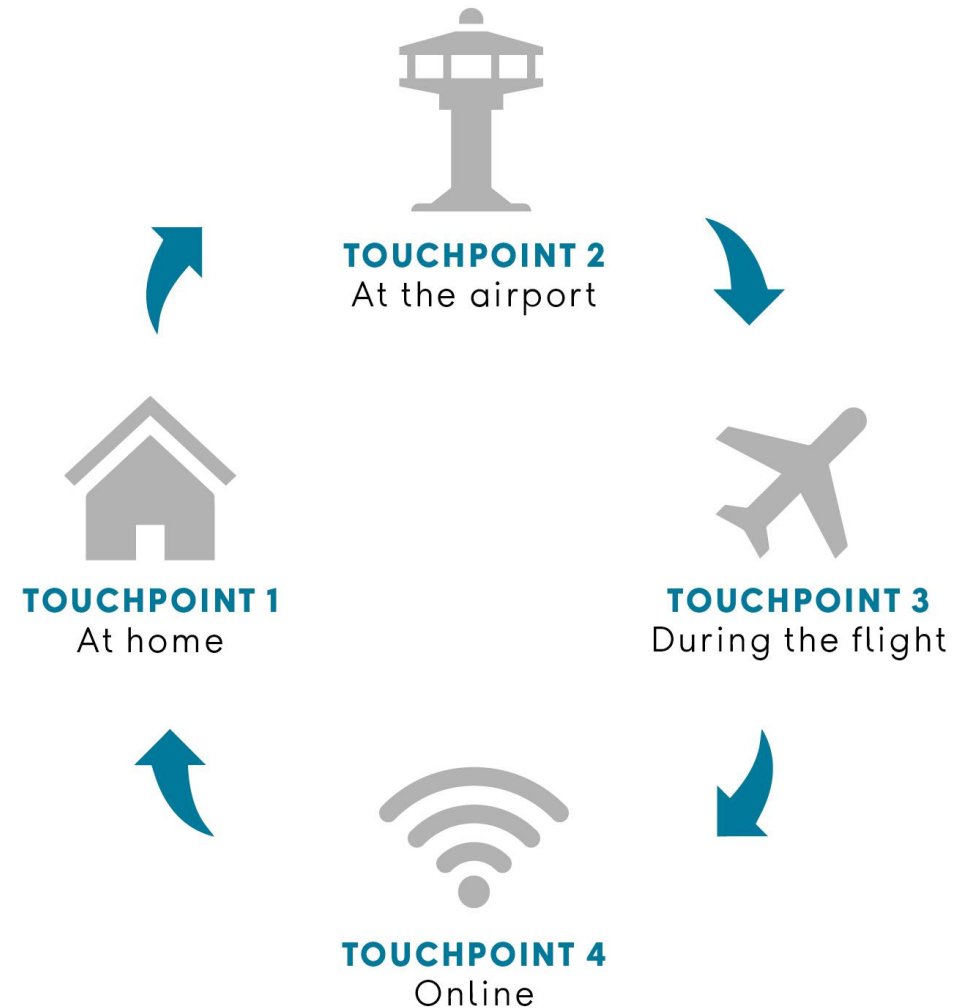 TOUCHPOINT 2
At the airport
TOUCHPOINT 1
At home
TOUCHPOINT 3
During the flight
TOUCHPOINT 4
Online